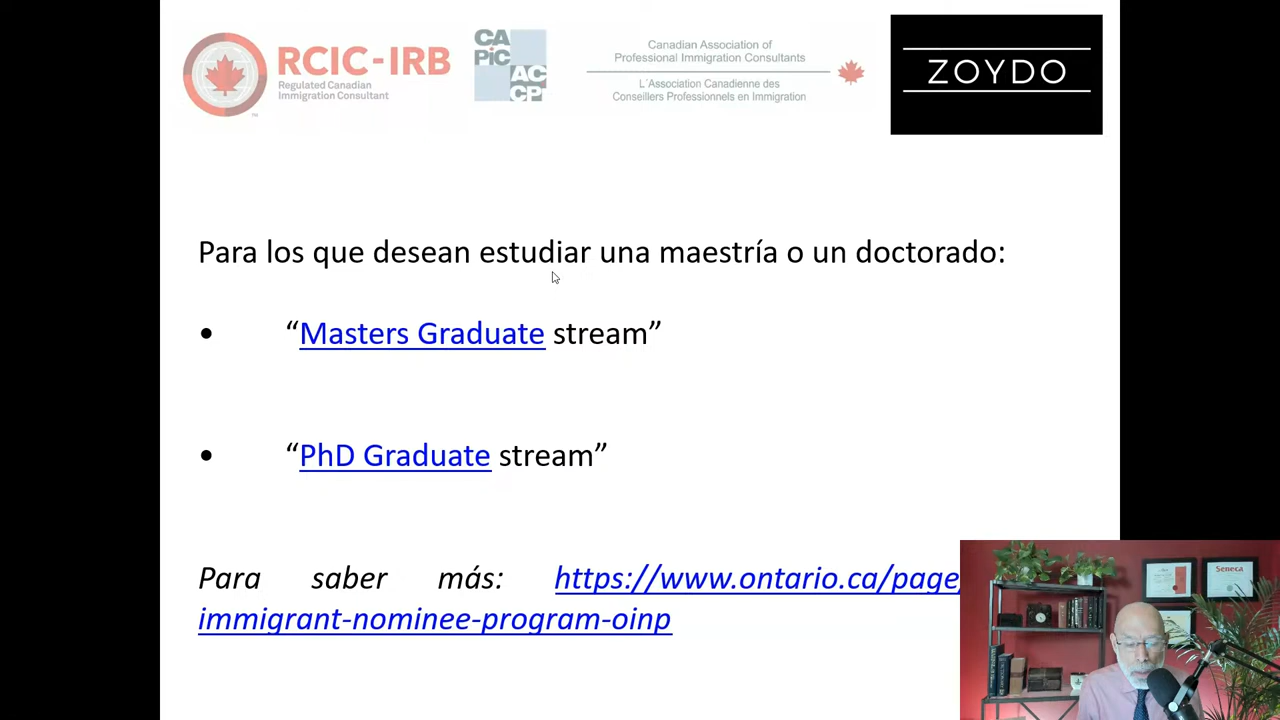 RCIC-IRB
Regulated Canadian
Immigration Consultant
CA
PiC
AC
CP
Canadian Association of
Professional Immigration Consultants
L´Association Canadienne des
Conseillers Professionnels en Immigration
ZOYDO
Para los que desean estudiar una maestría o un doctorado:
• “Masters Graduate stream”
• “PhD Graduate stream”
Para saber más: https://www.ontario.ca/page/
immigrant-nominee-program-oinp
Seneca